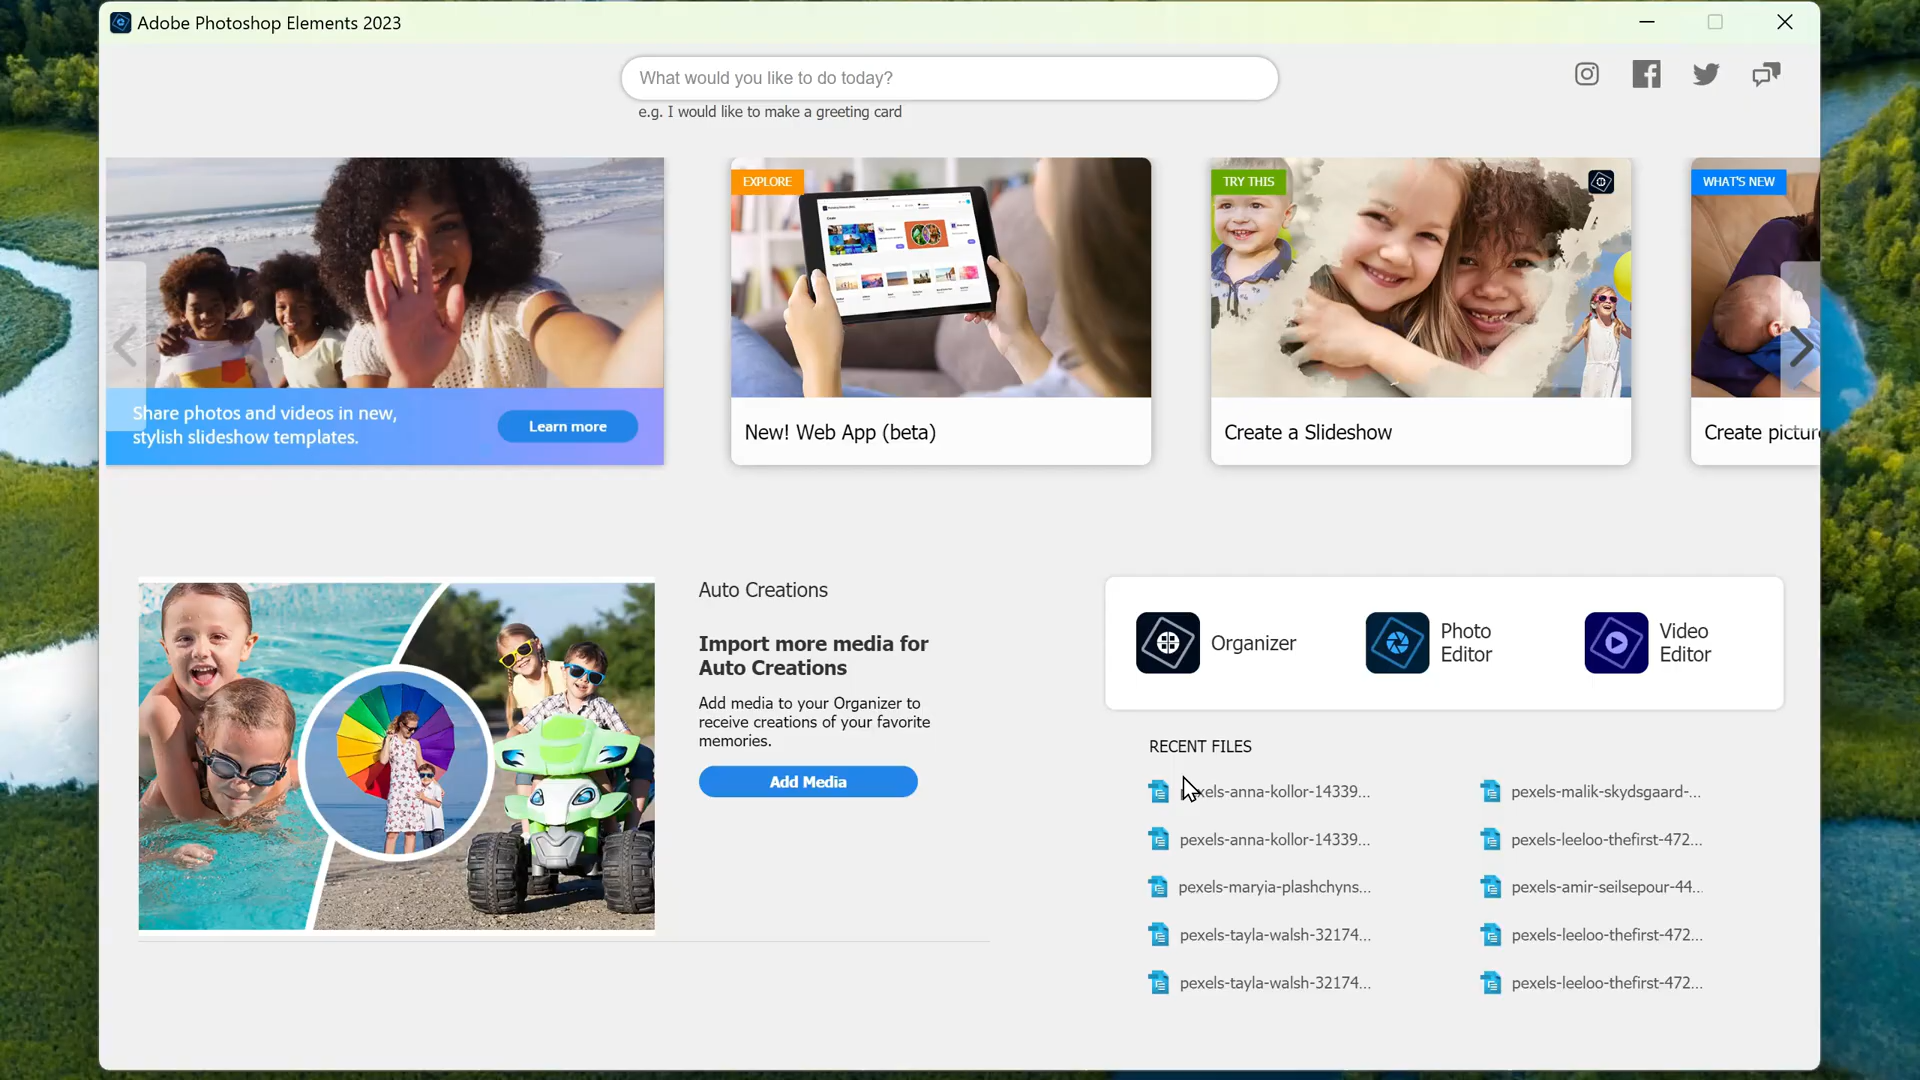 Adobe Photoshop Elements 2023
What would you like to do today?
e.g. I would like to make a greeting card
Share photos and videos in new,
stylish slideshow templates.
Learn more
EXPLORE
New! Web App (beta)
TRY THIS
Create a Slideshow
WHAT'S NEW
Create pictur
Auto Creations
Import more media for
Auto Creations
Add media to your Organizer to
receive creations of your favorite
memories.
Add Media
Organizer
Photo
Editor
Video
Editor
RECENT FILES
pexels-anna-kollor-14339...
pexels-malik-skydsgaard-...
pexels-anna-kollor-14339...
pexels-leeloo-thefirst-472...
pexels-maryia-plashchyns...
pexels-amir-seilsepour-44...
pexels-tayla-walsh-32174...
pexels-leeloo-thefirst-472...
pexels-tayla-walsh-32174...
pexels-leeloo-thefirst-472...